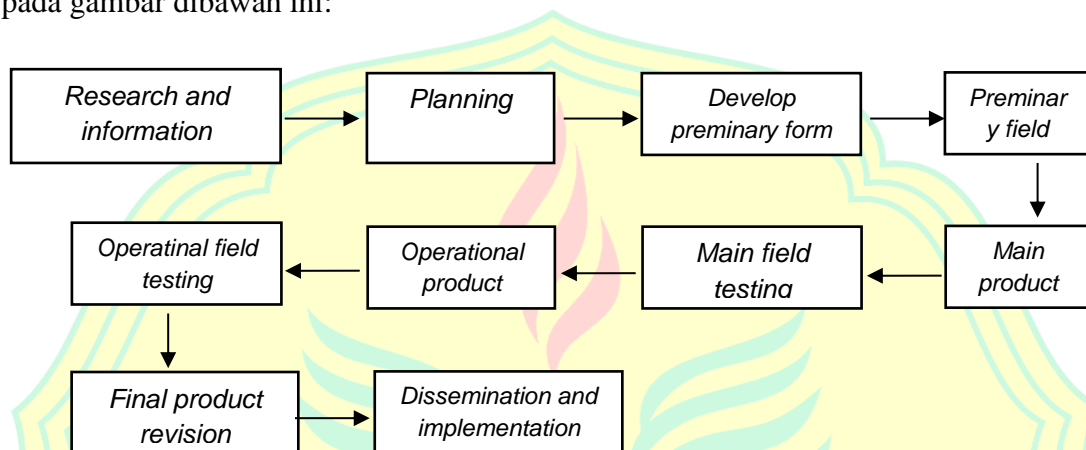 pada gambar dibawah ini:
Research and
information
Planning
Develop
preminary form
Preminar
y field
Main
product
Main field
testing
Operational
product
Operatinal field
testing
Final product
revision
Dissemination and
implementation